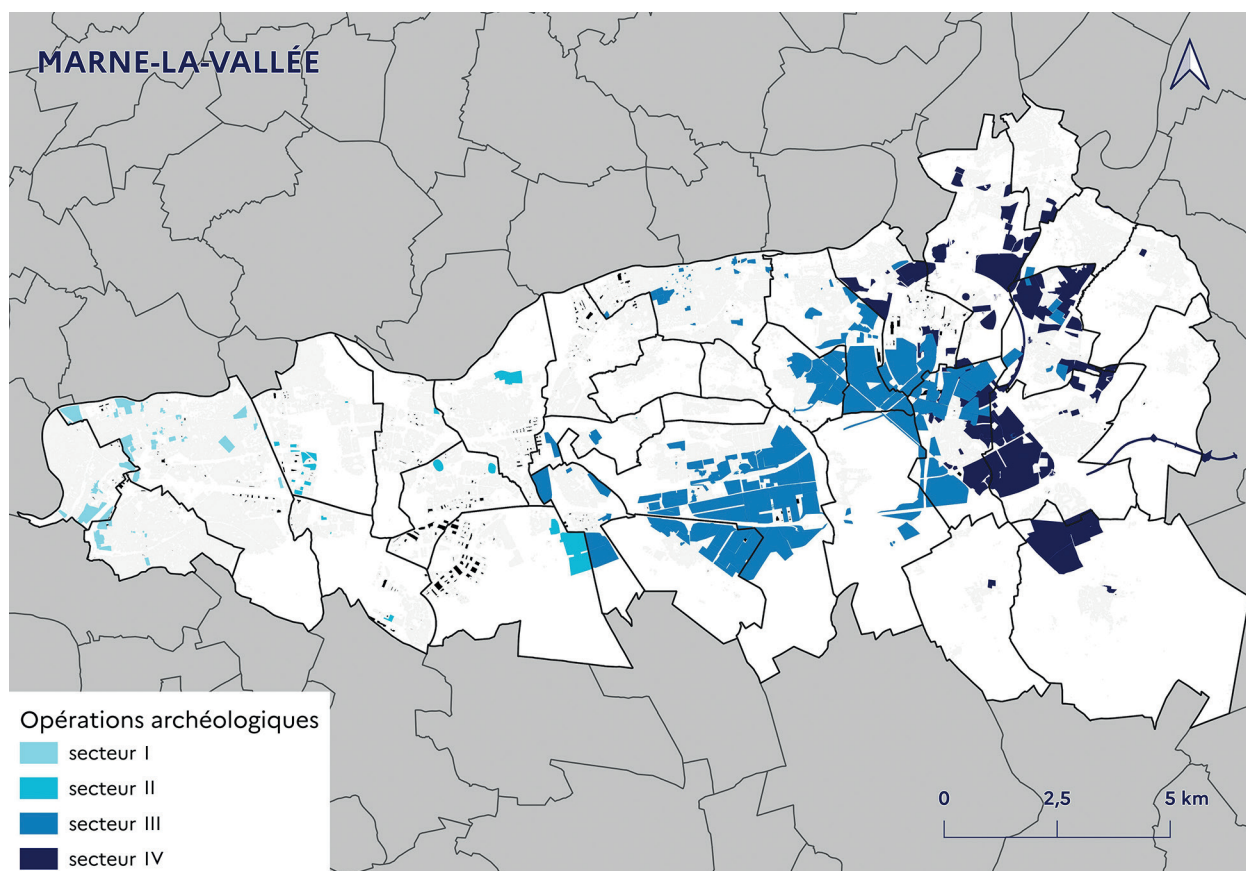 MARNE-LA-VALLÉE
Opérations archéologiques
secteur I
secteur II
secteur III
secteur IV
0 2,5 5 km